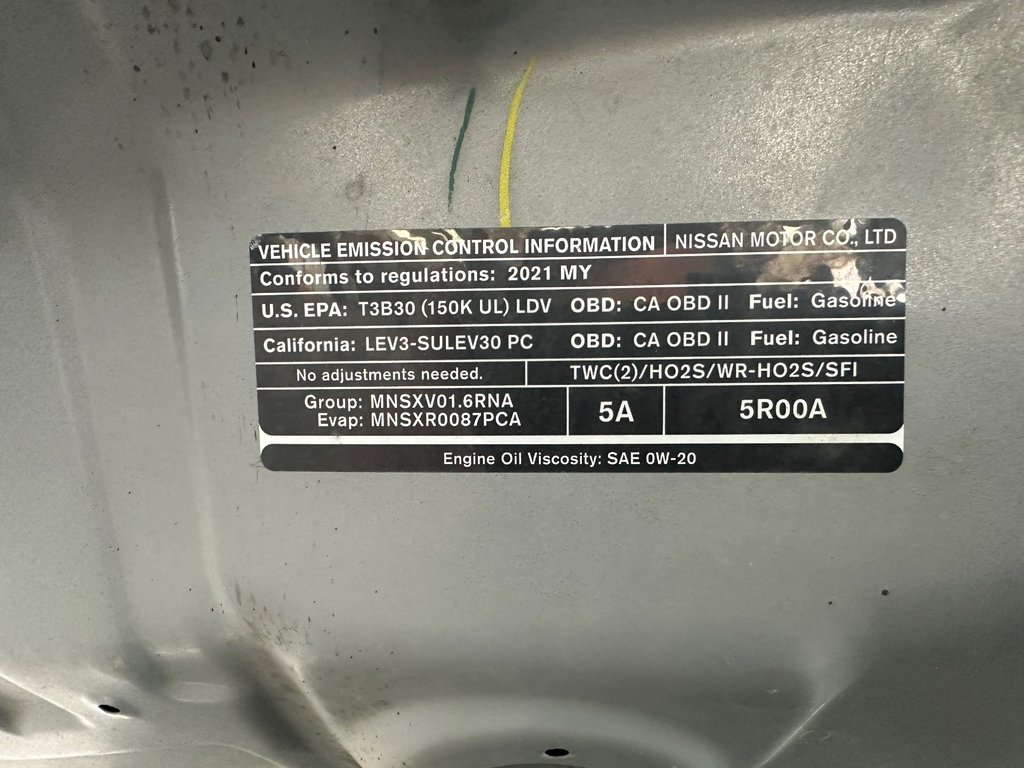 VEHICLE EMISSION CONTROL INFORMATION NISSAN MOTOR CO., LTD
Conforms to regulations: 2021 MY
U.S. EPA: T3B30 (150K UL) LDV OBD: CA OBD II Fuel: Gasoline
California: LEV3-SULEV30 PC OBD: CA OBD II Fuel: Gasoline
No adjustments needed. TWC(2)/HO2S/WR-HO2S/SFI
Group: MNSXV01.6RNA
Evap: MNSXR0087PCA
5A 5R00A
Engine Oil Viscosity: SAE 0W-20